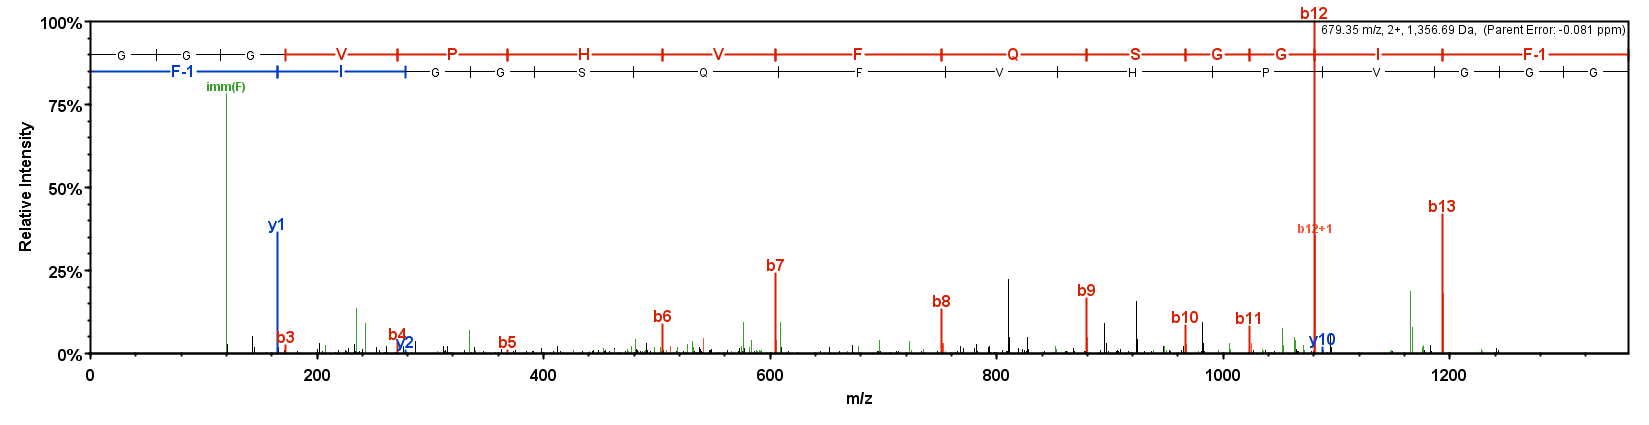 b12
679.35 m/z, 2+, 1,356.69 Da, (Parent Error: -0.081 ppm)
G G G V P H V F Q S G G I F-1
F-1 I G G S Q F V H P V G G G
imm(F)
y1
b3
b4
y2
b5
b6
b7
b8
b9
b10
b11
b12+1
y10
b13
100%
75%
50%
25%
0%
Relative Intensity
0 200 400 600 800 1000 1200
m/z